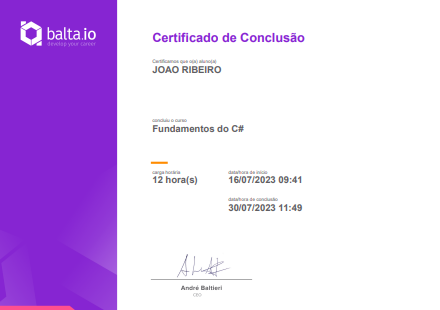 balta.io
develop your career
Certificado de Conclusão
Certificamos que o(a) aluno(a)
JOAO RIBEIRO
concluiu o curso
Fundamentos do C#
carga horária
12 hora(s)
data/hora de início
16/07/2023 09:41
data/hora de conclusão
30/07/2023 11:49
André Baltieri
CEO